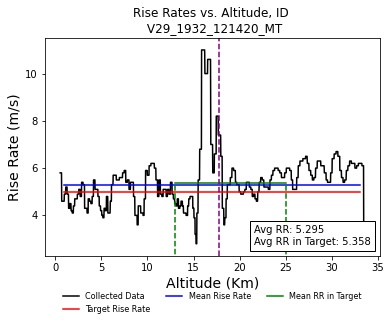 Rise Rates vs. Altitude, ID
V29_1932_121420_MT
Rise Rate (m/s)
10
8
6
4
Avg RR: 5.295
Avg RR in Target: 5.358
0
5
10
15
20
25
30
35
Altitude (Km)
Collected Data
Mean Rise Rate
Mean RR in Target
Target Rise Rate